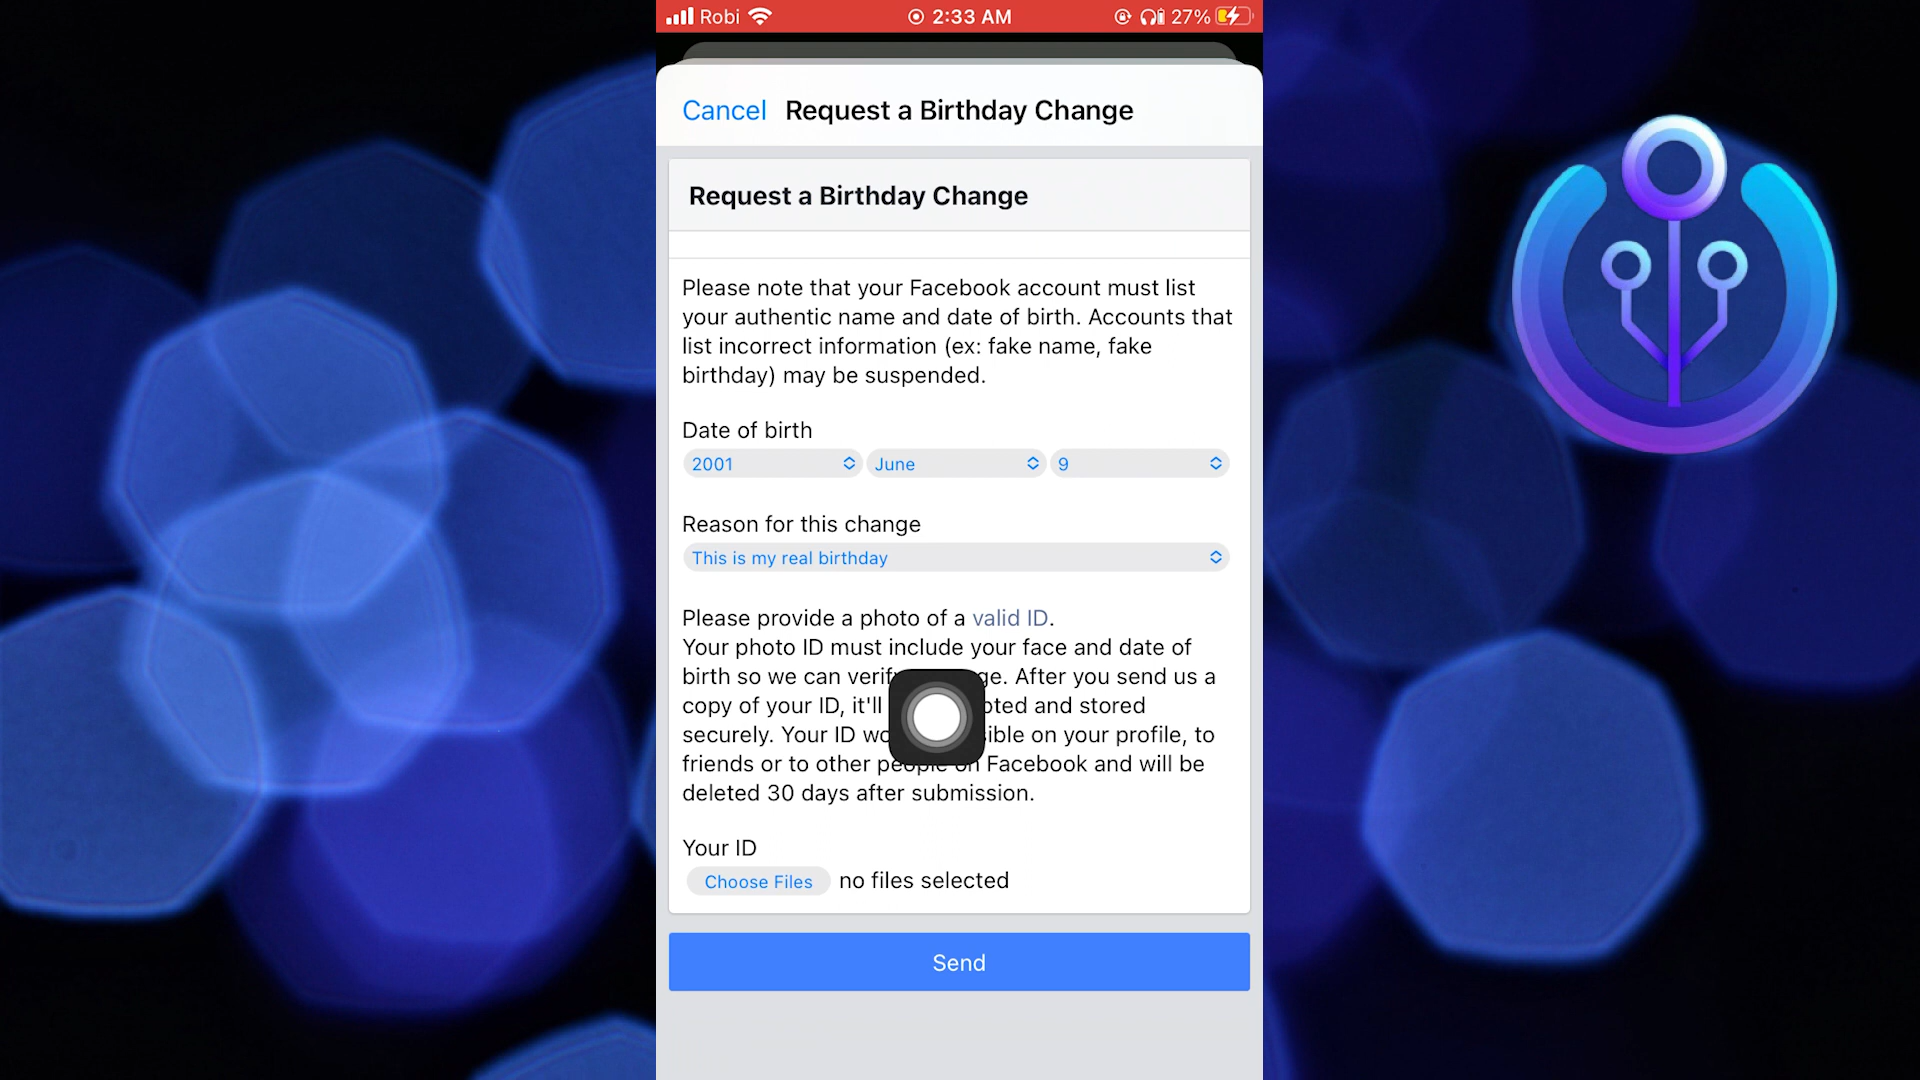 Robi
2:33 AM
27%
Cancel Request a Birthday Change
Request a Birthday Change
Please note that your Facebook account must list
your authentic name and date of birth. Accounts that
list incorrect information (ex: fake name, fake
birthday) may be suspended.
Date of birth
2001 June 9
Reason for this change
This is my real birthday
Please provide a photo of a valid ID.
Your photo ID must include your face and date of
birth so we can ge. After you send us a
copy of your ID, it'll and stored
securely. Your ID on your profile, to
friends or to other people on Facebook and will be
deleted 30 days after submission.
Your ID
Choose Files no files selected
Send